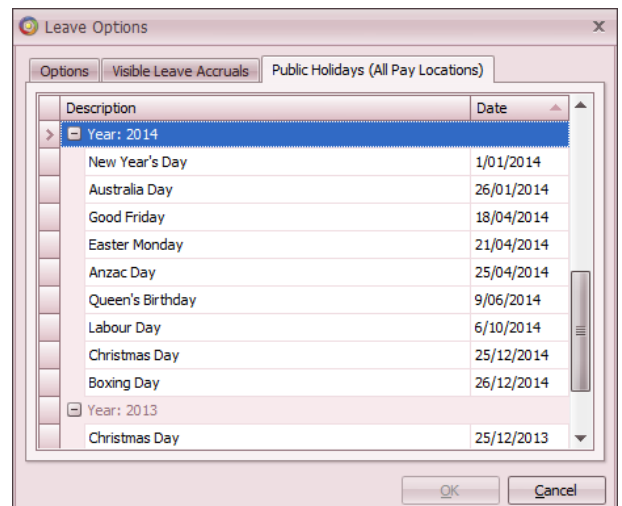 Leave Options
Options Visible Leave Accruals Public Holidays (All Pay Locations)
Description Date
Year: 2014
New Year's Day 1/01/2014
Australia Day 26/01/2014
Good Friday 18/04/2014
Easter Monday 21/04/2014
Anzac Day 25/04/2014
Queen's Birthday 9/06/2014
Labour Day 6/10/2014
Christmas Day 25/12/2014
Boxing Day 26/12/2014
Year: 2013
Christmas Day 25/12/2013
OK Cancel